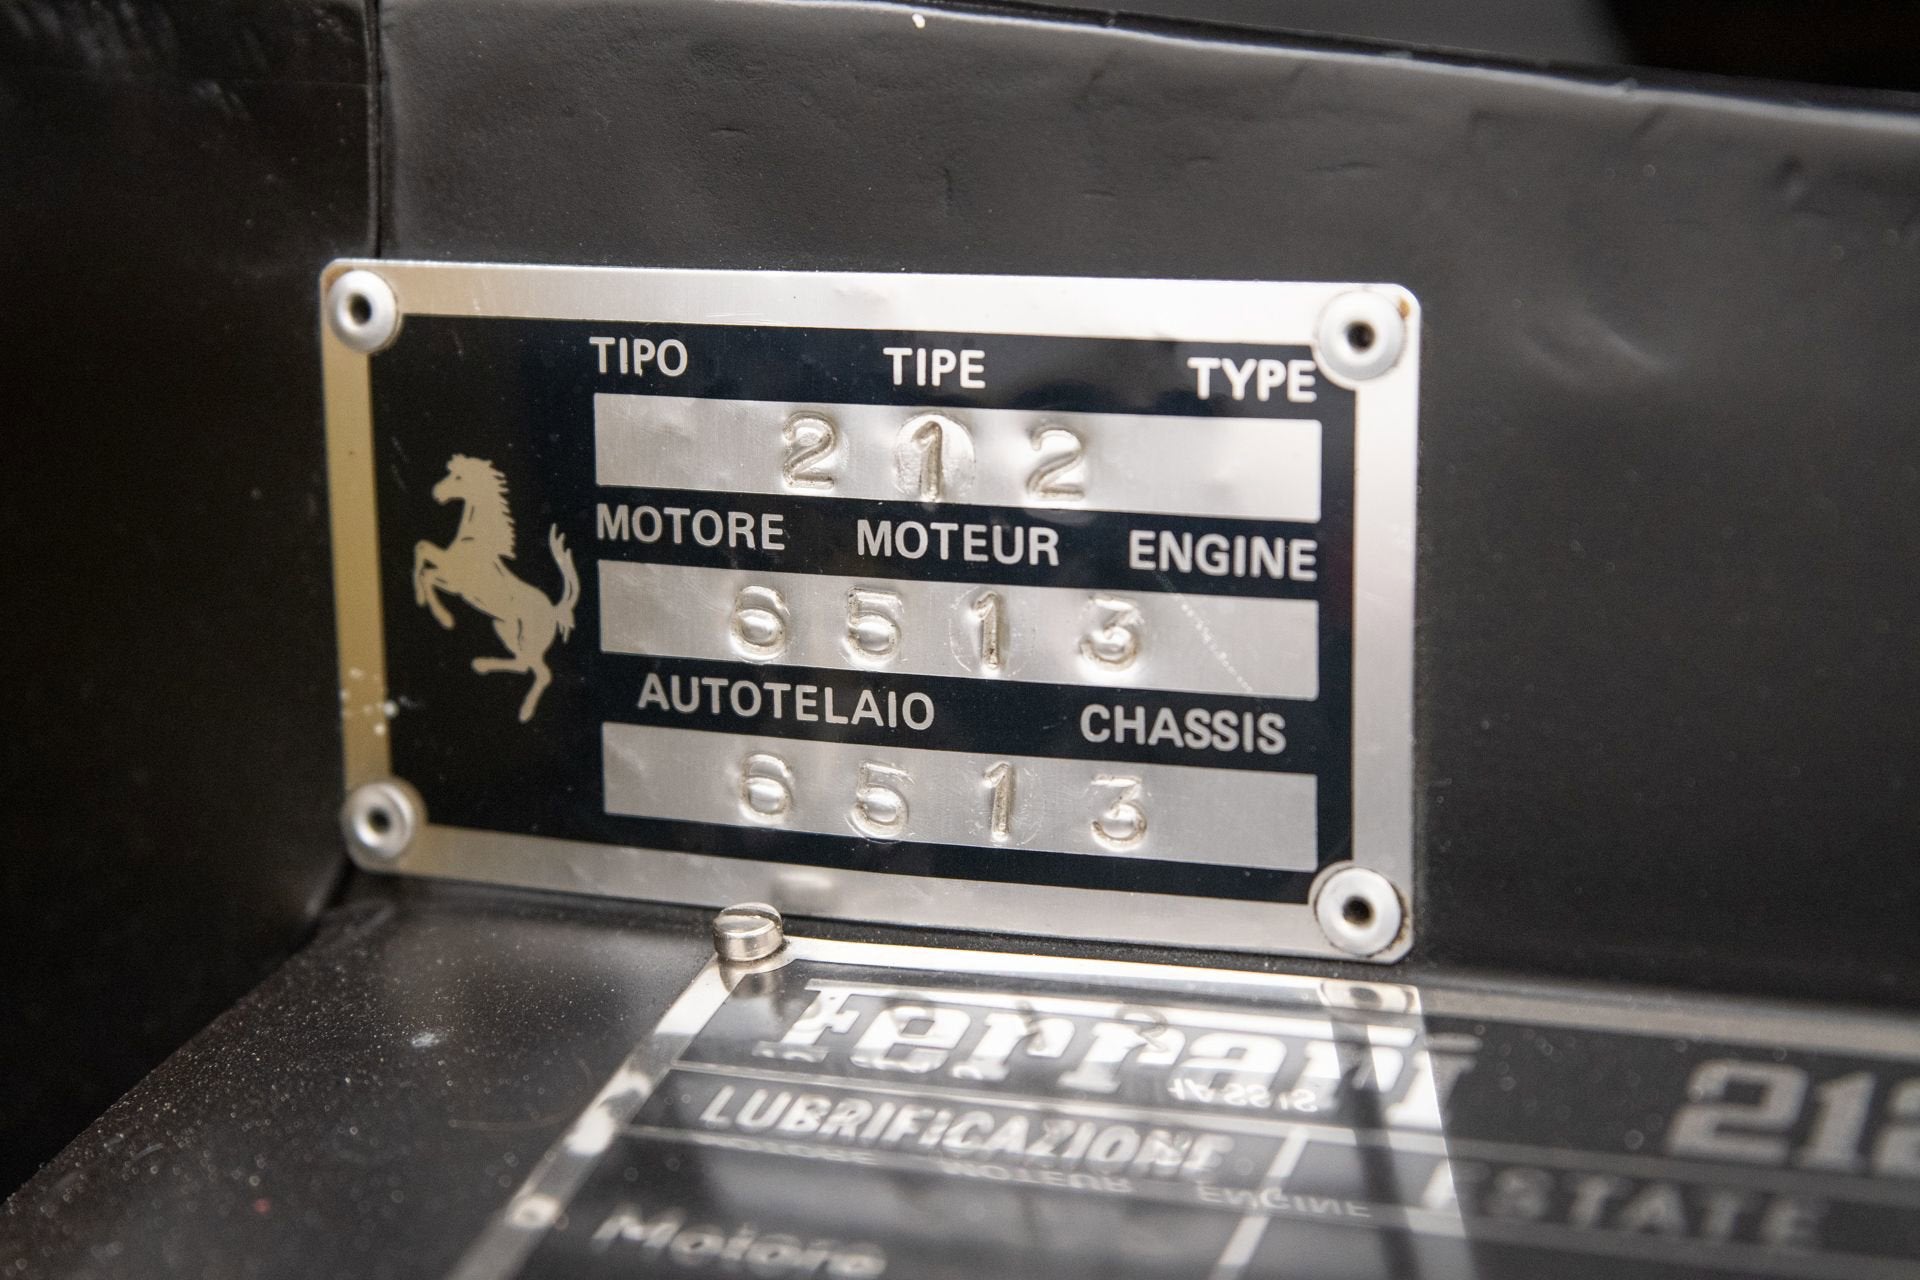 TIPO TIPE TYPE
212
MOTORE MOTEUR ENGINE
6513
AUTOTELAIO CHASSIS
6513
Ferrari 212
LUBRIFICAZIONE ESTATE
Motore